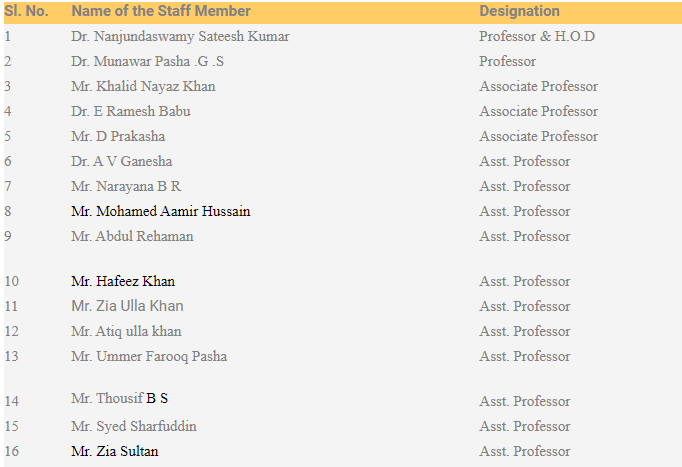 Sl. No. Name of the Staff Member Designation
1 Dr. Nanjundaswamy Sateesh Kumar Professor & H.O.D
2 Dr. Munawar Pasha .G .S Professor
3 Mr. Khalid Nayaz Khan Associate Professor
4 Dr. E Ramesh Babu Associate Professor
5 Mr. D Prakasha Associate Professor
6 Dr. A V Ganesha Asst. Professor
7 Mr. Narayana B R Asst. Professor
8 Mr. Mohamed Aamir Hussain Asst. Professor
9 Mr. Abdul Rehaman Asst. Professor
10 Mr. Hafeez Khan Asst. Professor
11 Mr. Zia Ulla Khan Asst. Professor
12 Mr. Atiq ulla khan Asst. Professor
13 Mr. Ummer Farooq Pasha Asst. Professor
14 Mr. Thousif B S Asst. Professor
15 Mr. Syed Sharfuddin Asst. Professor
16 Mr. Zia Sultan Asst. Professor